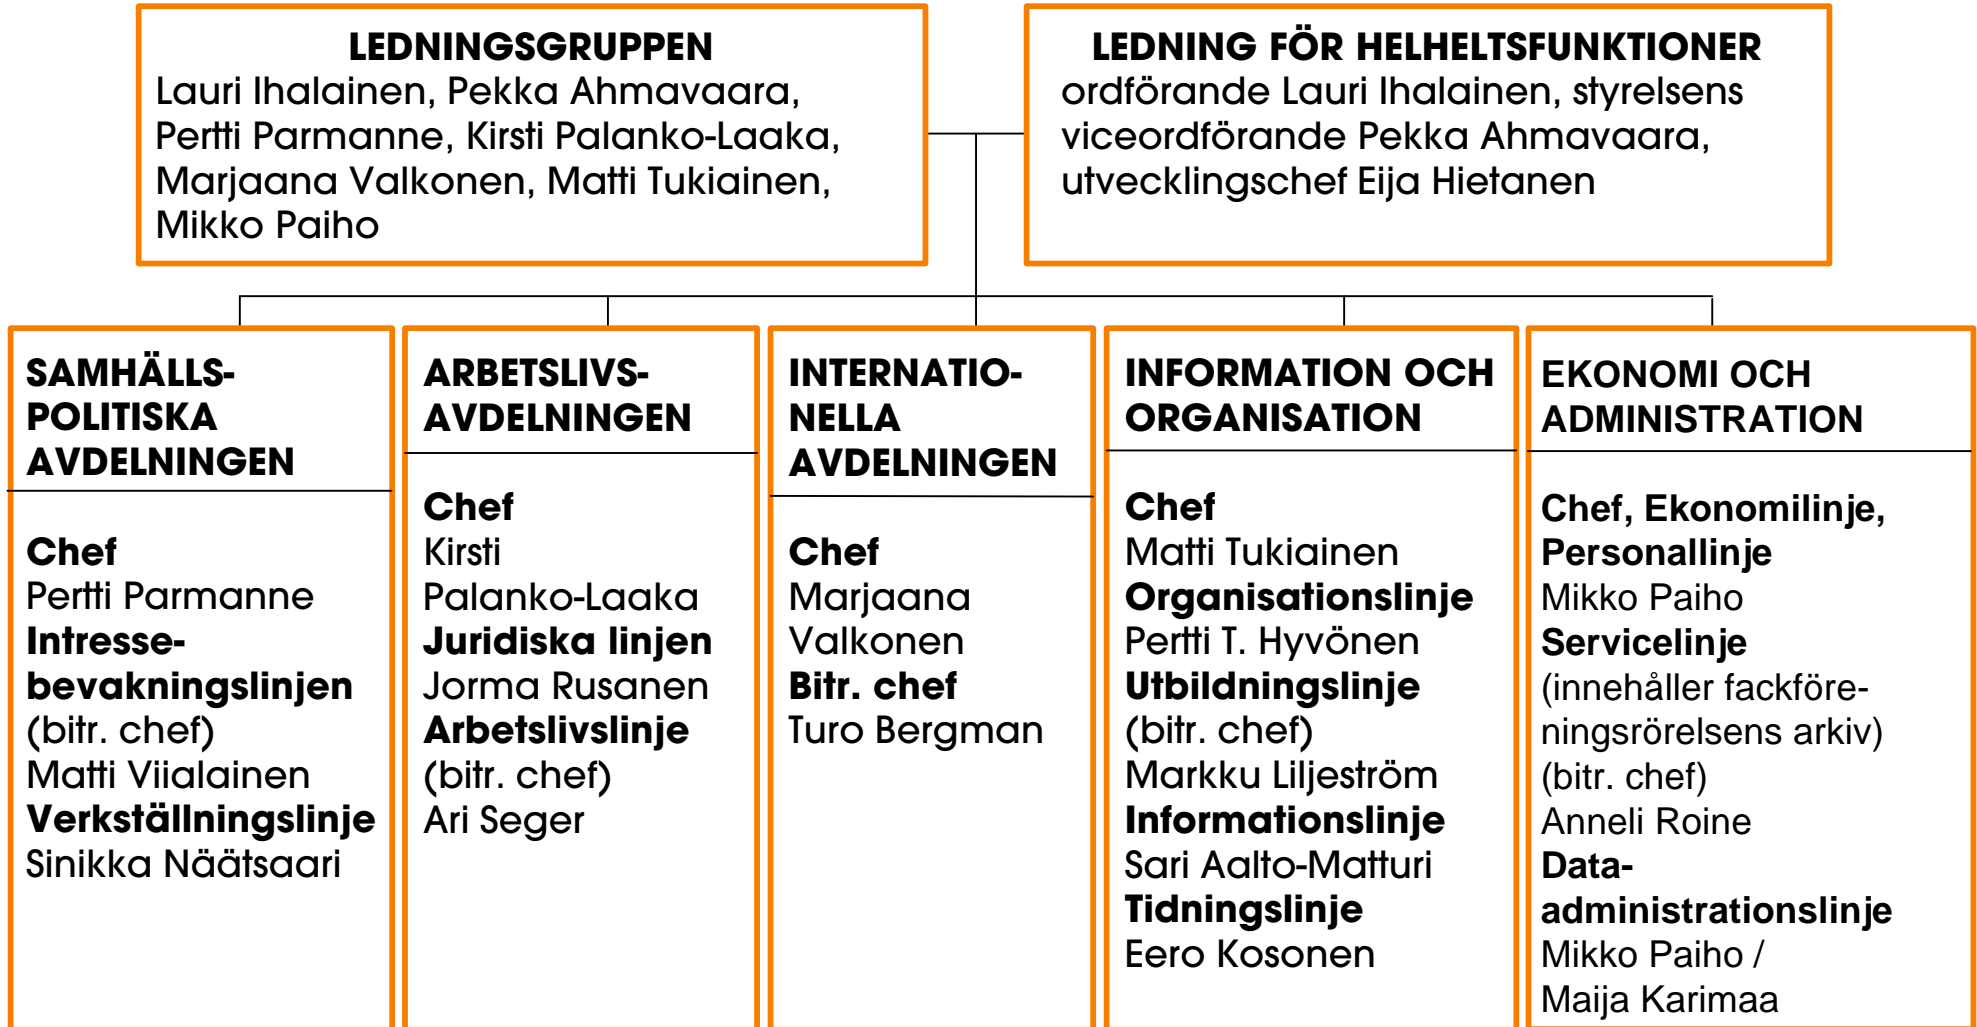 LEDNINGSGRUPPEN
Lauri Ihalainen, Pekka Ahmavaara,
Pertti Parmanne, Kirsti Palanko-Laaka,
Marjaana Valkonen, Matti Tukiainen,
Mikko Paiho
LEDNING FÖR HELHELTSFUNKTIONER
ordförande Lauri Ihalainen, styrelsens
viceordförande Pekka Ahmavaara,
utvecklingschef Eija Hietanen
SAMHÄLLS-
POLITISKA
AVDELNINGEN
Chef
Pertti Parmanne
Intresse-
bevakningslinjen
(bitr. chef)
Matti Viialainen
Verkställningslinje
Sinikka Näätsaari
ARBETSLIVS-
AVDELNINGEN
Chef
Kirsti
Palanko-Laaka
Juridiska linjen
Jorma Rusanen
Arbetslivslinje
(bitr. chef)
Ari Seger
INTERNATIO-
NELLA
AVDELNINGEN
Chef
Marjaana
Valkonen
Bitr. chef
Turo Bergman
INFORMATION OCH
ORGANISATION
Chef
Matti Tukiainen
Organisationslinje
Pertti T. Hyvönen
Utbildningslinje
(bitr. chef)
Markku Liljeström
Informationslinje
Sari Aalto-Matturi
Tidningslinje
Eero Kosonen
EKONOMI OCH
ADMINISTRATION
Chef, Ekonomilinje,
Personallinje
Mikko Paiho
Servicelinje
(innehåller fackföre-
ningsrörelsens arkiv)
(bitr. chef)
Anneli Roine
Data-
administrationslinje
Mikko Paiho /
Maija Karimaa